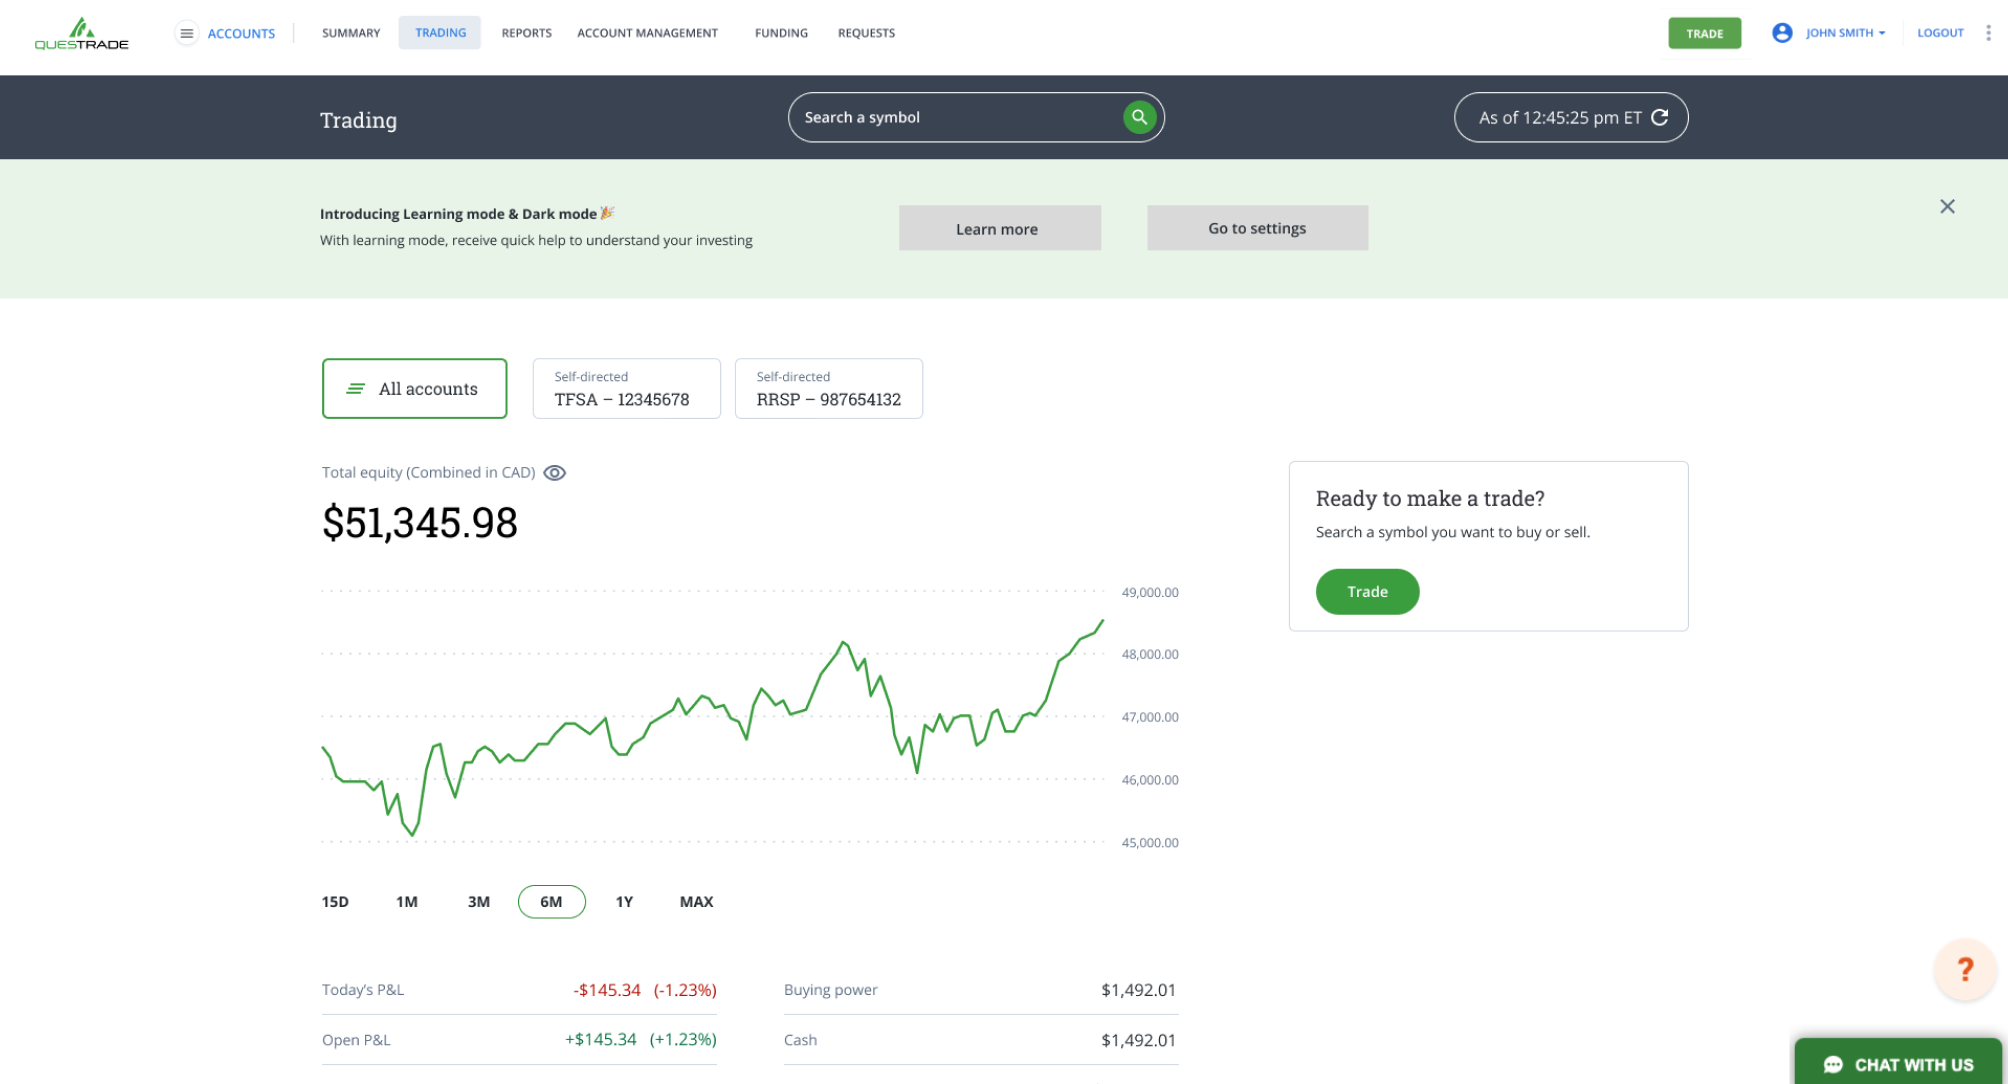 QUESTRADE
ACCOUNTS
SUMMARY
TRADING
REPORTS
ACCOUNT MANAGEMENT
FUNDING
REQUESTS
TRADE
JOHN SMITH
LOGOUT
Trading
Search a symbol
As of 12:45:25 pm ET
Introducing Learning mode & Dark mode 🎉
With learning mode, receive quick help to understand your investing
Learn more
Go to settings
All accounts
Self-directed
TFSA – 12345678
Self-directed
RRSP – 987654132
Total equity (Combined in CAD)
$51,345.98
Ready to make a trade?
Search a symbol you want to buy or sell.
Trade
49,000.00
48,000.00
47,000.00
46,000.00
45,000.00
15D
1M
3M
6M
1Y
MAX
Today's P&L
-$145.34 (-1.23%)
Buying power
$1,492.01
Open P&L
+$145.34 (+1.23%)
Cash
$1,492.01
?
CHAT WITH US